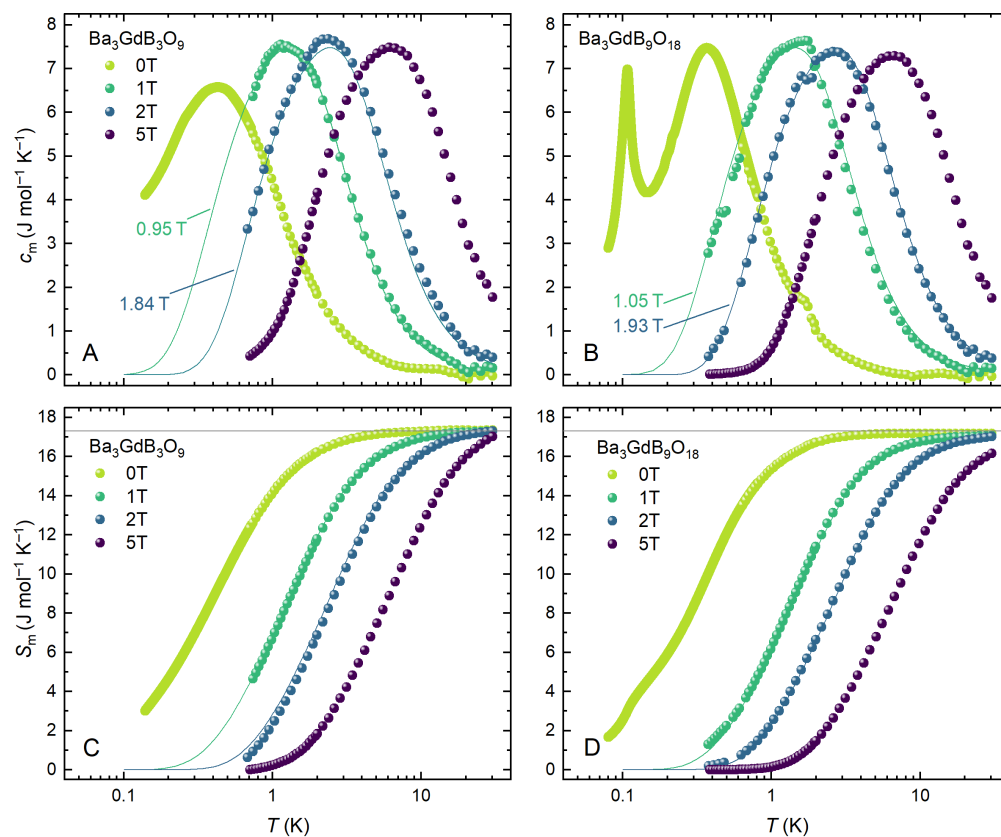 8
7
6
5
4
3
2
1
0
c_m (J mol⁻¹ K⁻¹)
Ba₃GdB₃O₉
0T
1T
2T
5T
0.95 T
1.84 T
A
Ba₃GdB₉O₁₈
0T
1T
2T
5T
1.05 T
1.93 T
B
18
16
14
12
10
8
6
4
2
0
S_m (J mol⁻¹ K⁻¹)
Ba₃GdB₃O₉
0T
1T
2T
5T
C
0.1 1 10
T (K)
Ba₃GdB₉O₁₈
0T
1T
2T
5T
D
0.1 1 10
T (K)